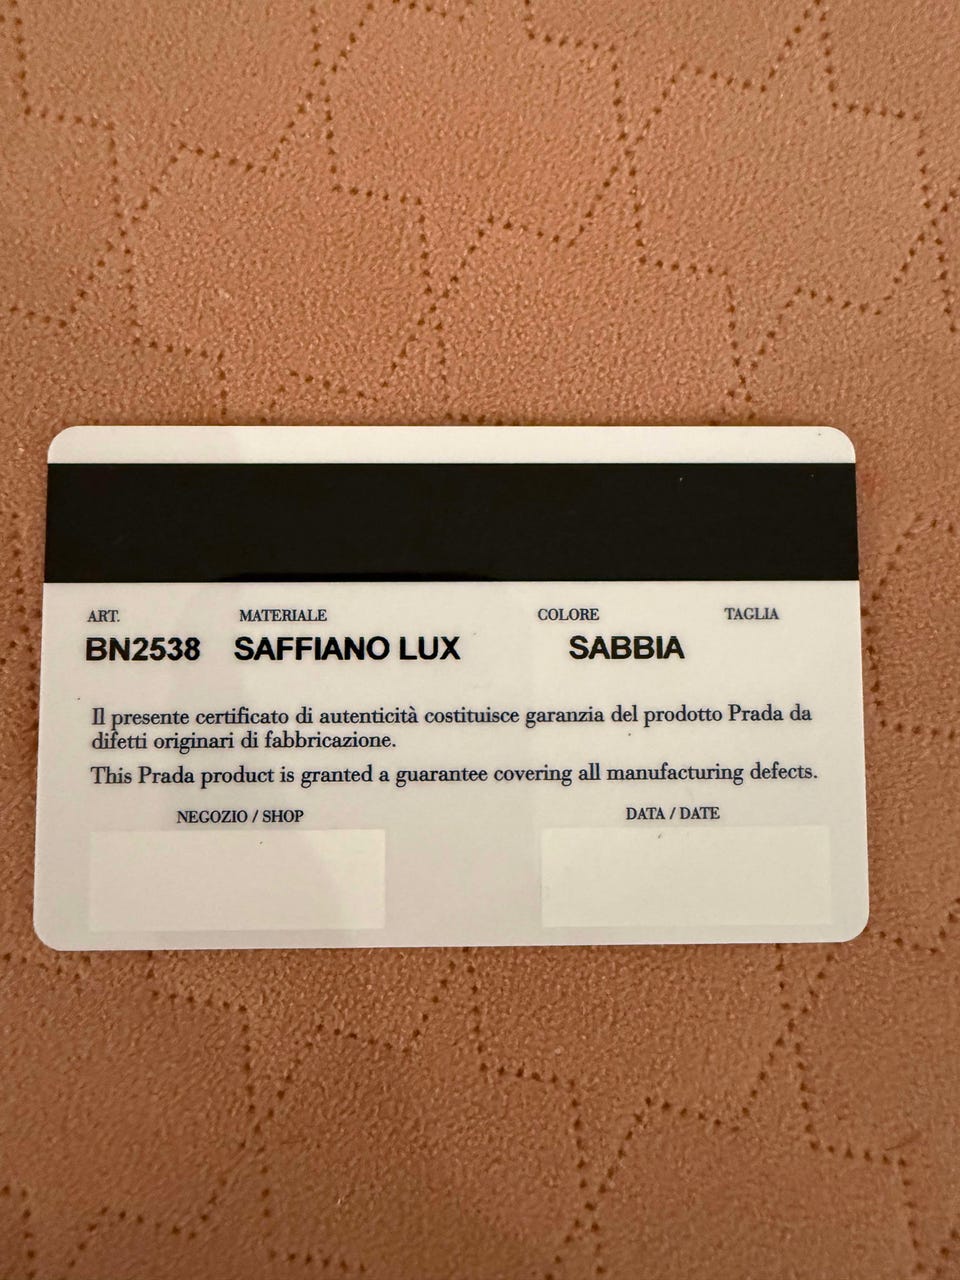 ART. MATERIALE COLORE TAGLIA
BN2538 SAFFIANO LUX SABBIA
Il presente certificato di autenticità costituisce garanzia del prodotto Prada da
difetti originari di fabbricazione.
This Prada product is granted a guarantee covering all manufacturing defects.
NEGOZIO / SHOP DATA / DATE